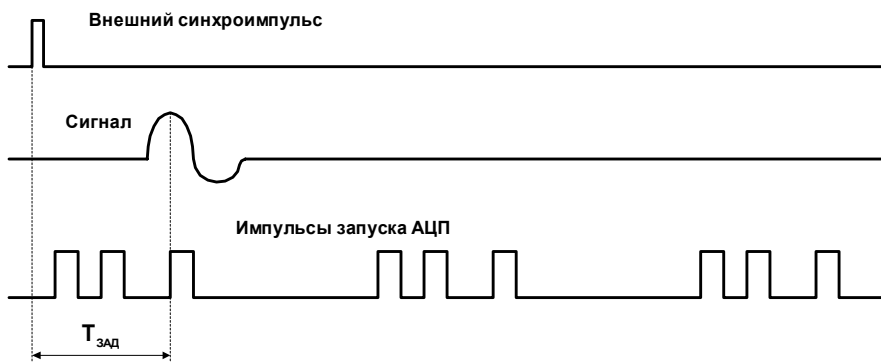 Внешний синхроимпульс
Сигнал
Импульсы запуска АЦП
TЗАД